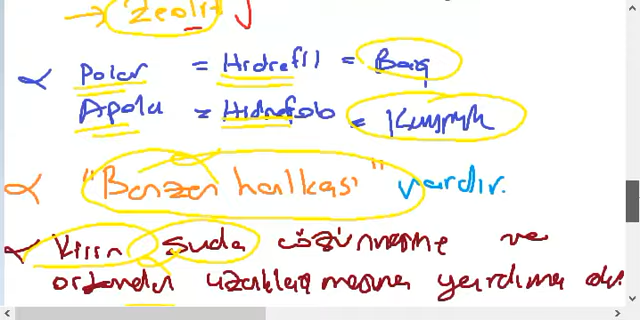 → Zeolit
∝ Polar = Hidrofil = Baş
Apolar = Hidrofob = Kuyruk
∝ "Benzen halkası" vardır.
∝ Kirin suda çözünmesine ve
ortamdan uzaklaşmasına yardımcı